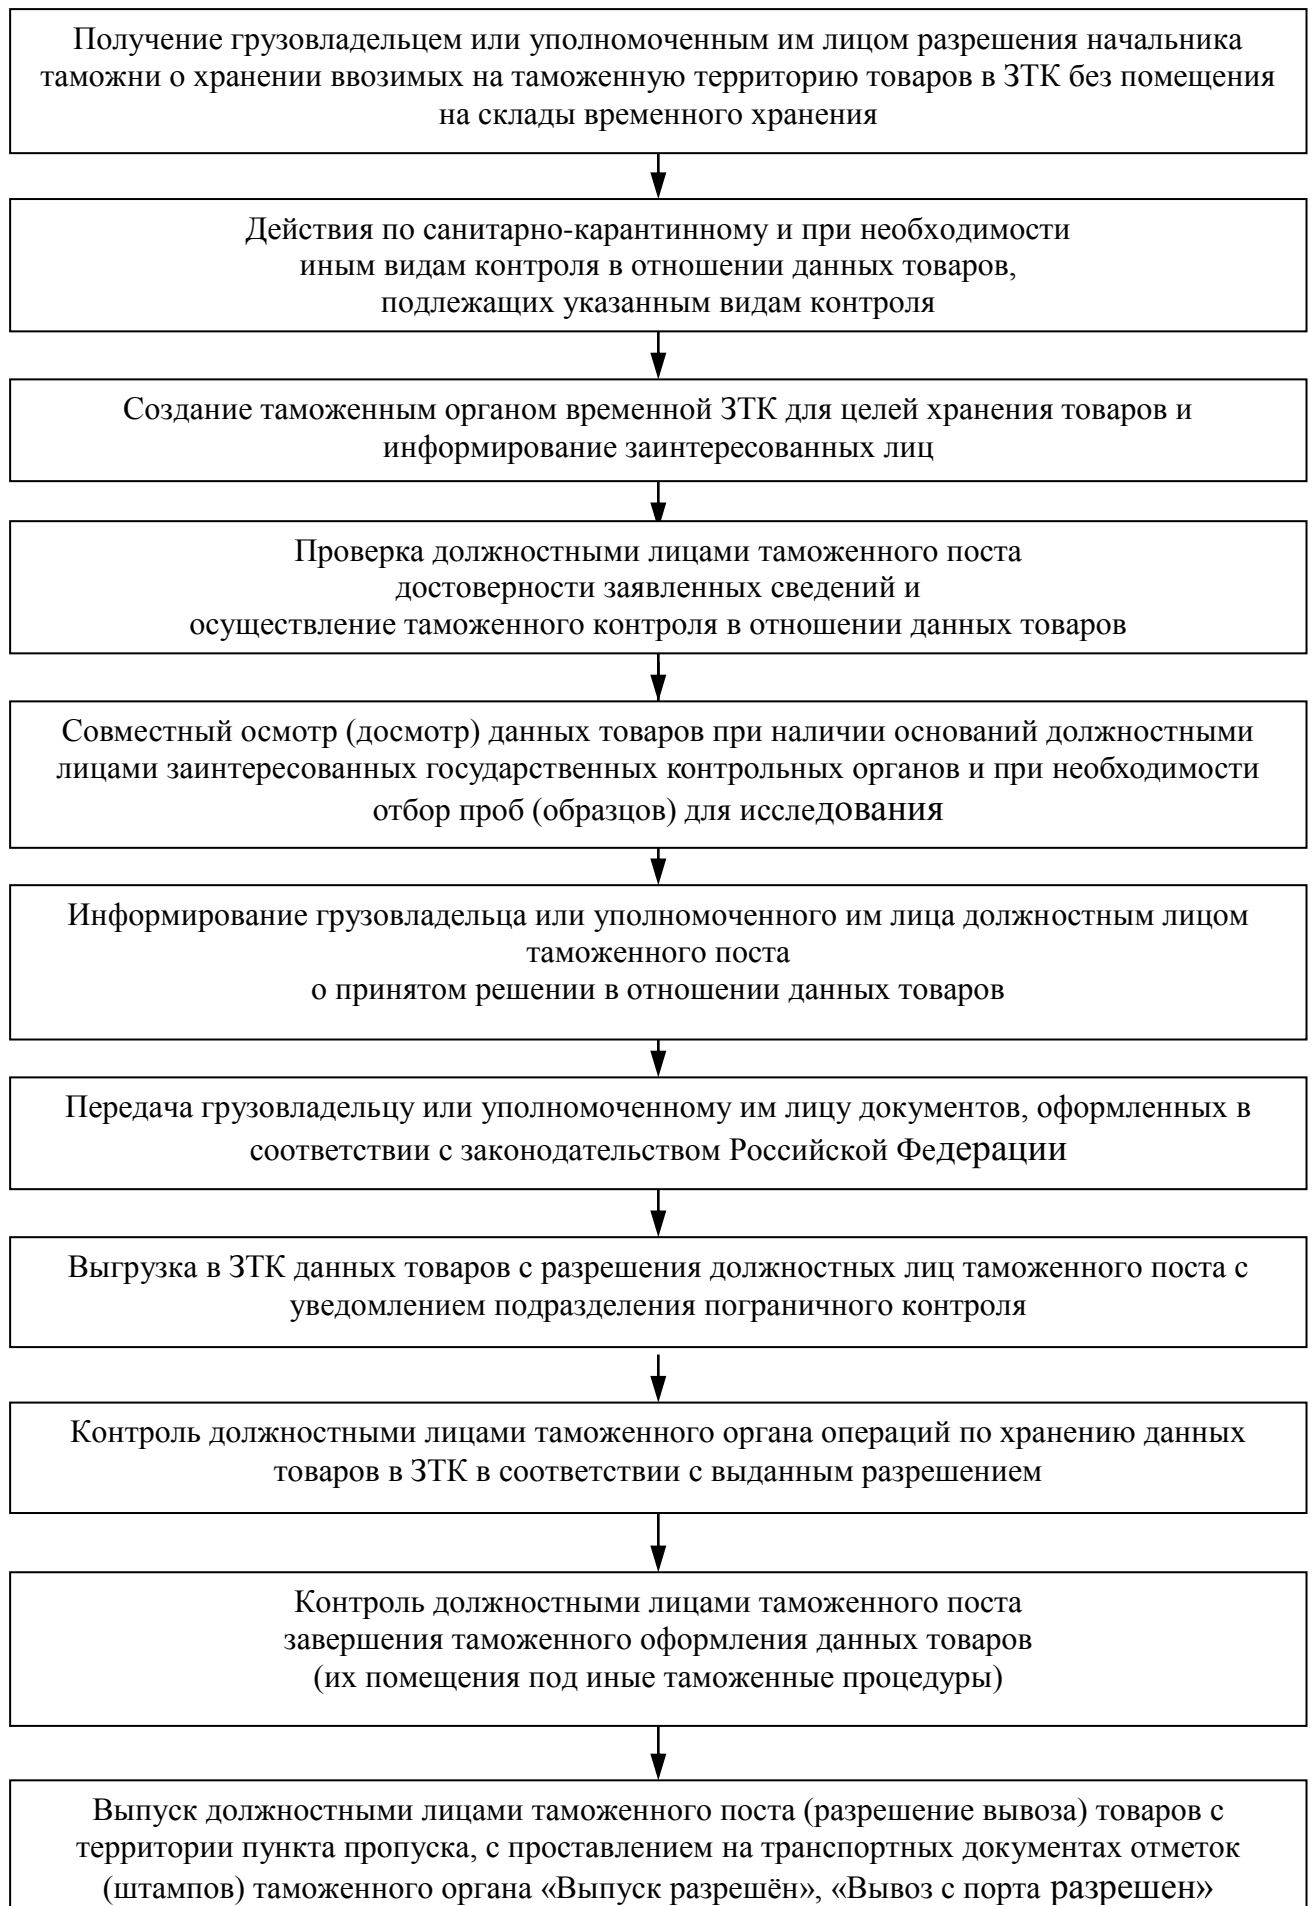 Получение грузовладельцем или уполномоченным им лицом разрешения начальника
таможни о хранении ввозимых на таможенную территорию товаров в ЗТК без помещения
на склады временного хранения
Действия по санитарно-карантинному и при необходимости
иным видам контроля в отношении данных товаров,
подлежащих указанным видам контроля
Создание таможенным органом временной ЗТК для целей хранения товаров и
информирование заинтересованных лиц
Проверка должностными лицами таможенного поста
достоверности заявленных сведений и
осуществление таможенного контроля в отношении данных товаров
Совместный осмотр (досмотр) данных товаров при наличии оснований должностными
лицами заинтересованных государственных контрольных органов и при необходимости
отбор проб (образцов) для исследования
Информирование грузовладельца или уполномоченного им лица должностным лицом
таможенного поста
о принятом решении в отношении данных товаров
Передача грузовладельцу или уполномоченному им лицу документов, оформленных в
соответствии с законодательством Российской Федерации
Выгрузка в ЗТК данных товаров с разрешения должностных лиц таможенного поста с
уведомлением подразделения пограничного контроля
Контроль должностными лицами таможенного органа операций по хранению данных
товаров в ЗТК в соответствии с выданным разрешением
Контроль должностными лицами таможенного поста
завершения таможенного оформления данных товаров
(их помещения под иные таможенные процедуры)
Выпуск должностными лицами таможенного поста (разрешение вывоза) товаров с
территории пункта пропуска, с проставлением на транспортных документах отметок
(штампов) таможенного органа «Выпуск разрешён», «Вывоз с порта разрешен»